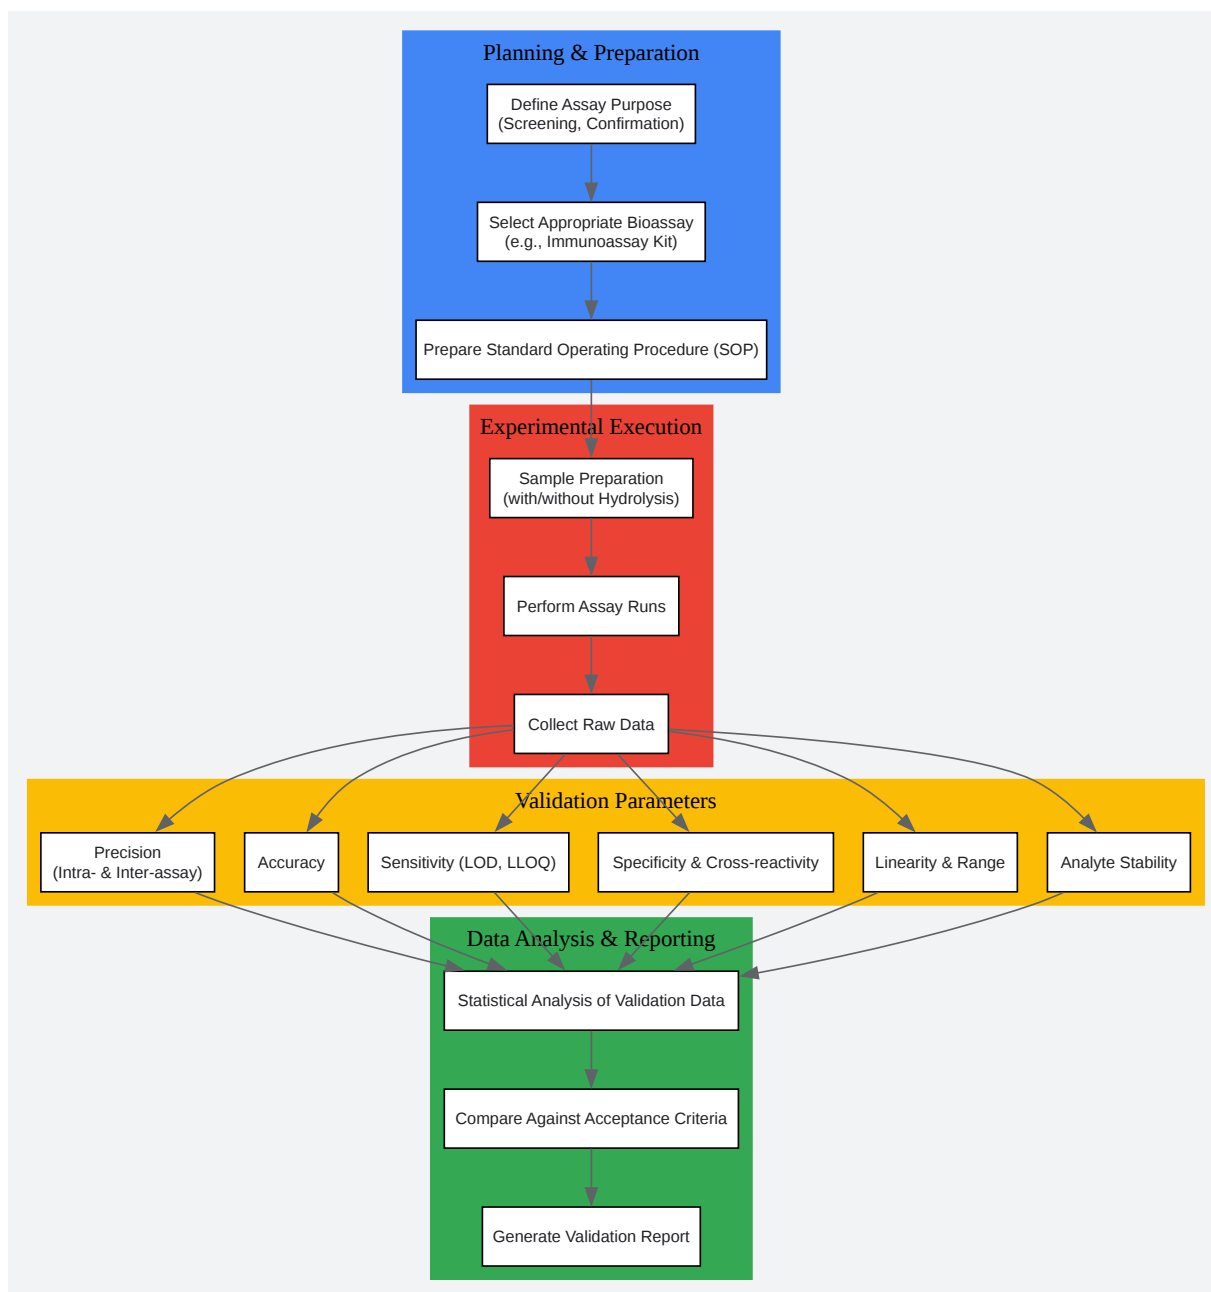 Planning & Preparation
Define Assay Purpose
(Screening, Confirmation)
Select Appropriate Bioassay
(e.g., Immunoassay Kit)
Prepare Standard Operating Procedure (SOP)
Experimental Execution
Sample Preparation
(with/without Hydrolysis)
Perform Assay Runs
Collect Raw Data
Validation Parameters
Precision
(Intra- & Inter-assay)
Accuracy
Sensitivity (LOD, LLOQ)
Specificity & Cross-reactivity
Linearity & Range
Analyte Stability
Data Analysis & Reporting
Statistical Analysis of Validation Data
Compare Against Acceptance Criteria
Generate Validation Report